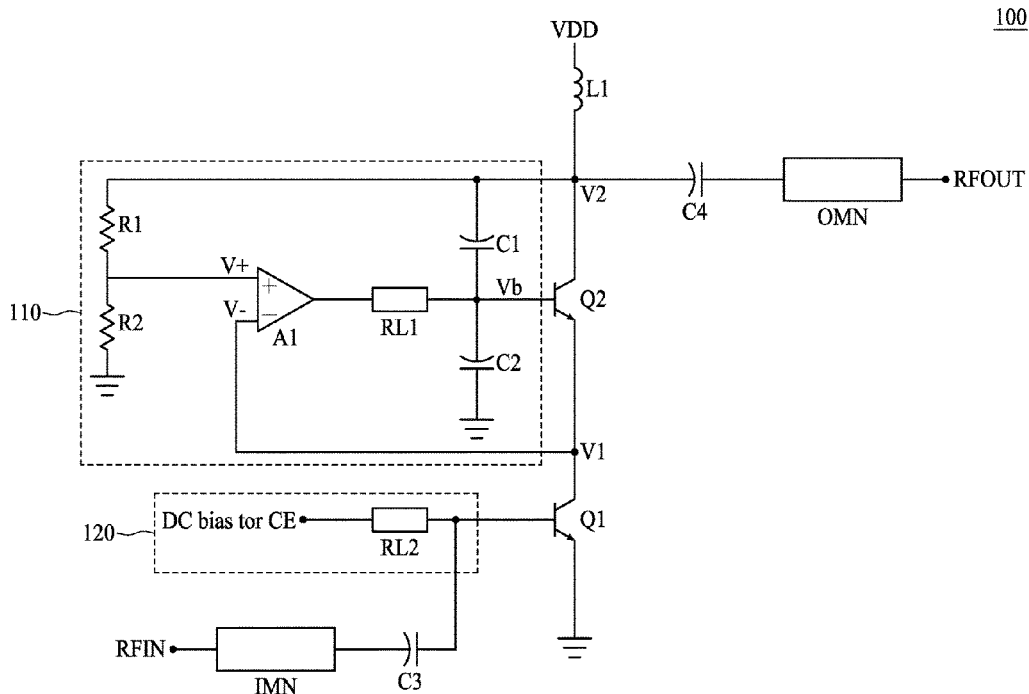 100
VDD
L1
V2
C4
OMN
RFOUT
R1
C1
V+
+
Vb
Q2
110
R2
V-
−
A1
RL1
C2
V1
120
DC bias tor CE
RL2
Q1
RFIN
IMN
C3